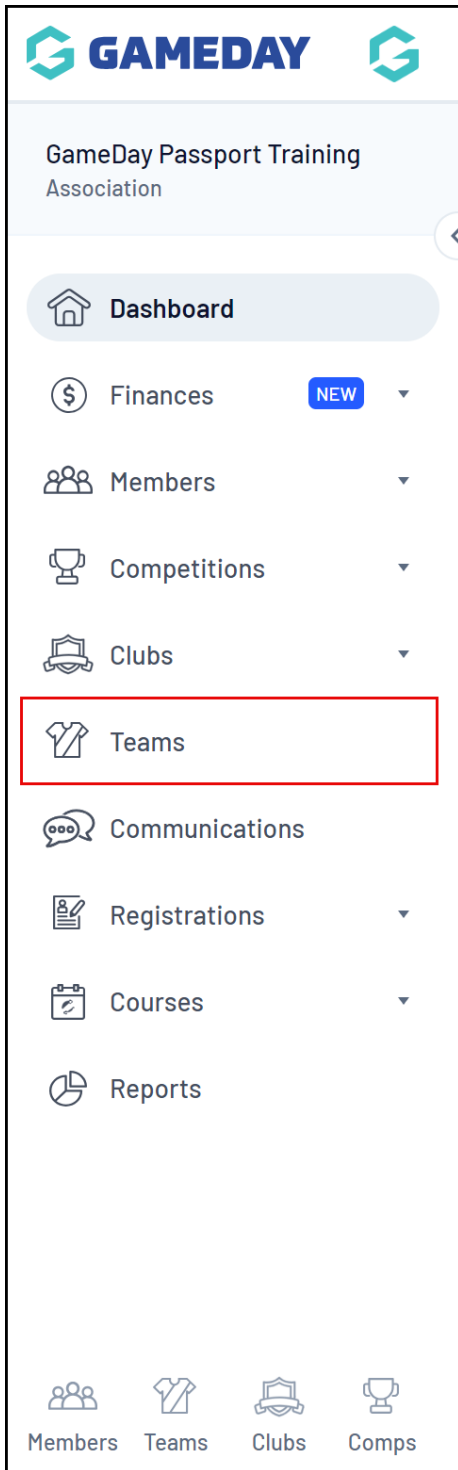 GAMEDAY
GameDay Passport Training
Association
Dashboard
Finances NEW
Members
Competitions
Clubs
Teams
Communications
Registrations
Courses
Reports
Members Teams Clubs Comps